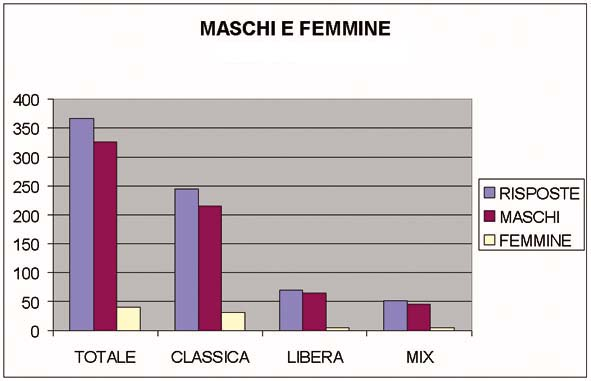 MASCHI E FEMMINE
400
350
300
250
200
150
100
50
0
TOTALE CLASSICA LIBERA MIX
RISPOSTE
MASCHI
FEMMINE